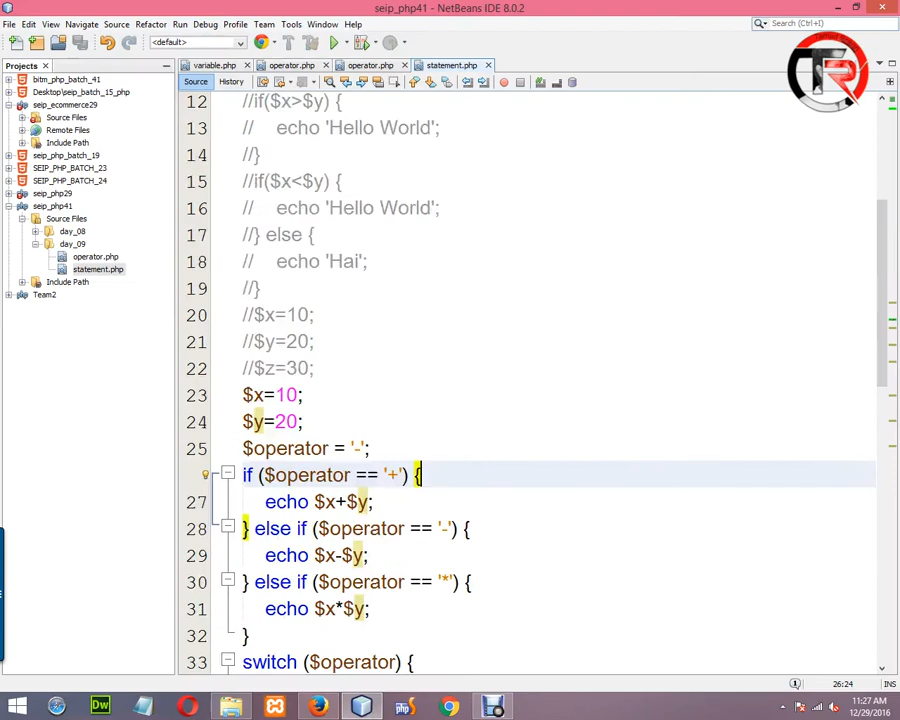 seip_php41 - NetBeans IDE 8.0.2
File Edit View Navigate Source Refactor Run Debug Profile Team Tools Window Help
Search (Ctrl+I)
<default>
Projects
variable.php operator.php operator.php statement.php
Source History
bitm_php_batch_41
Desktop\seip_batch_15_php
seip_ecommerce29
Source Files
Remote Files
Include Path
seip_php_batch_19
SEIP_PHP_BATCH_23
SEIP_PHP_BATCH_24
seip_php29
seip_php41
Source Files
day_08
day_09
operator.php
statement.php
Include Path
Team2
TR
12 //if($x>$y) {
13 // echo 'Hello World';
14 //}
15 //if($x<$y) {
16 // echo 'Hello World';
17 //} else {
18 // echo 'Hai';
19 //}
20 //$x=10;
21 //$y=20;
22 //$z=30;
23 $x=10;
24 $y=20;
25 $operator = '-';
if ($operator == '+') {
27 echo $x+$y;
28 } else if ($operator == '-') {
29 echo $x-$y;
30 } else if ($operator == '*') {
31 echo $x*$y;
32 }
33 switch ($operator) {
26:24 INS
Dw
php
11:27 AM
12/29/2016